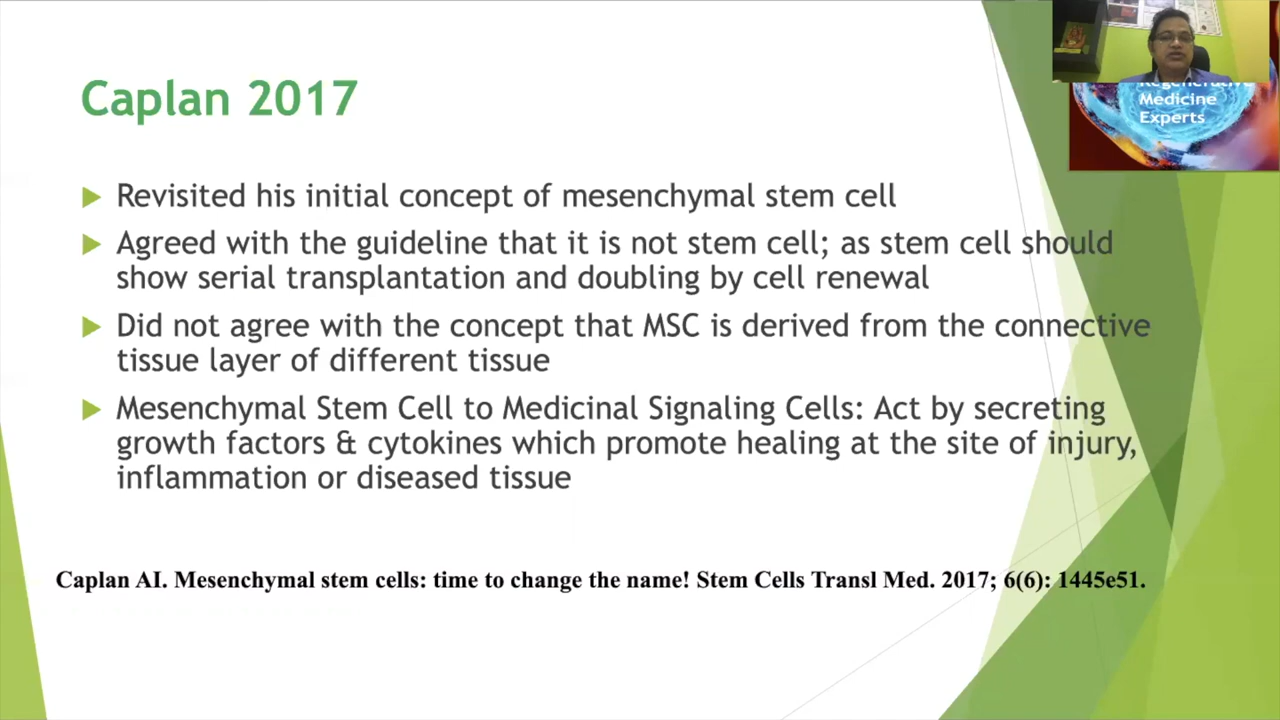 Caplan 2017
Regenerative
Medicine
Experts
Revisited his initial concept of mesenchymal stem cell
Agreed with the guideline that it is not stem cell; as stem cell should
show serial transplantation and doubling by cell renewal
Did not agree with the concept that MSC is derived from the connective
tissue layer of different tissue
Mesenchymal Stem Cell to Medicinal Signaling Cells: Act by secreting
growth factors & cytokines which promote healing at the site of injury,
inflammation or diseased tissue
Caplan AI. Mesenchymal stem cells: time to change the name! Stem Cells Transl Med. 2017; 6(6): 1445e51.